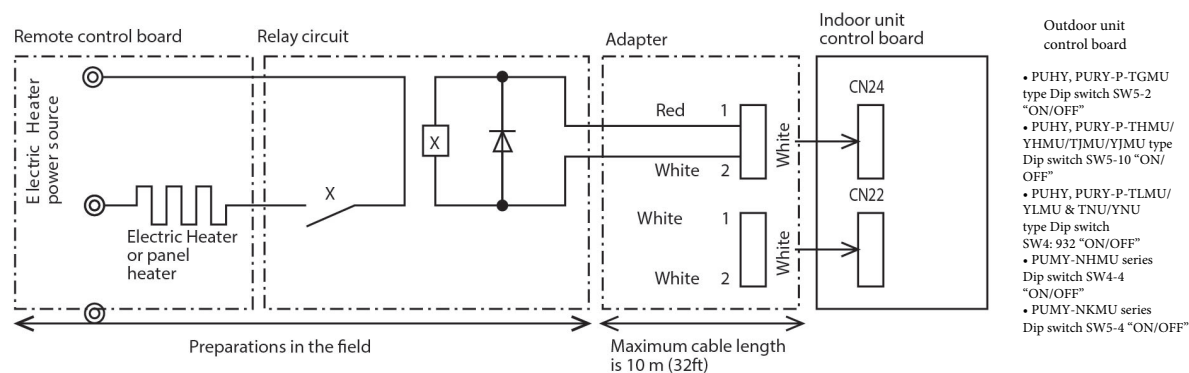 Remote control board
Relay circuit
Adapter
Indoor unit
control board
Outdoor unit
control board
Electric Heater
power source
Electric Heater
or panel
heater
X
X
Red 1
White 2
White
White 1
White 2
White
CN24
CN22
• PUHY, PURY-P-TGMU
type Dip switch SW5-2
“ON/OFF”
• PUHY, PURY-P-THMU/
YHMU/TJMU/YJMU type
Dip switch SW5-10 “ON/
OFF”
• PUHY, PURY-P-TLMU/
YLMU & TNU/YNU
type Dip switch
SW4: 932 “ON/OFF”
• PUMY-NHMU series
Dip switch SW4-4
“ON/OFF”
• PUMY-NKMU series
Dip switch SW5-4 “ON/OFF”
Preparations in the field
Maximum cable length
is 10 m (32ft)